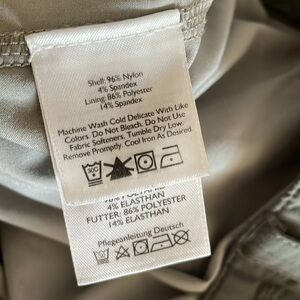 Shell: 96% Nylon
4% Spandex
Lining: 86% Polyester
14% Spandex
Machine Wash Cold Delicate With Like
Colors. Do Not Bleach. Do Not Use
Fabric Softeners. Tumble Dry Low.
Remove Promptly. Cool Iron As Desired.
30°
4% ELASTHAN
FUTTER: 86% POLYESTER
14% ELASTHAN
Pflegeanleitung Deutsch